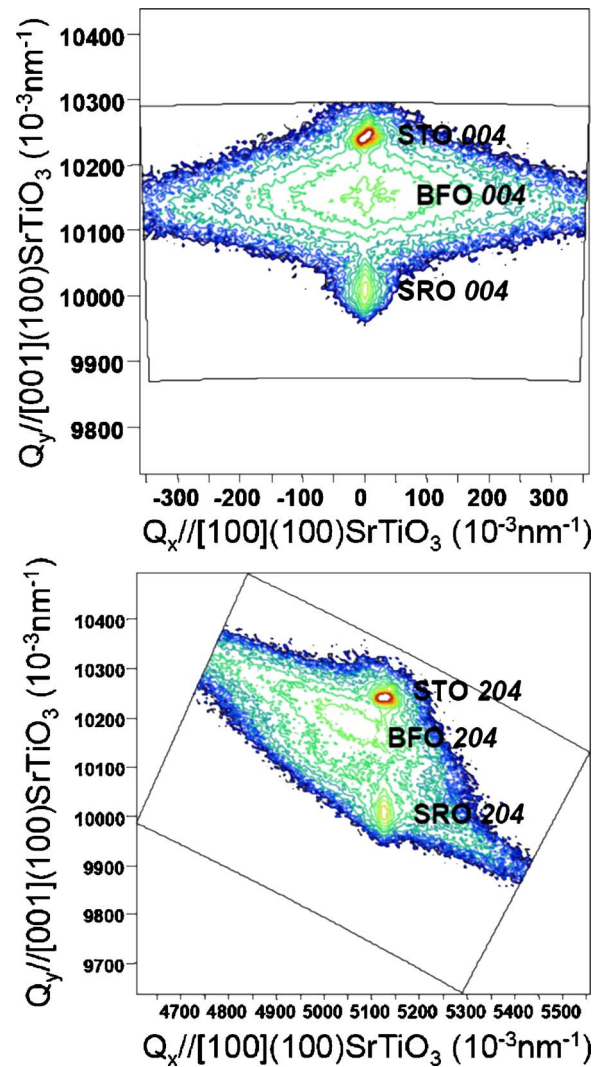 10400
10300
10200
10100
10000
9900
9800
Qy//[001](100)SrTiO3 (10-3nm-1)
STO 004
BFO 004
SRO 004
-300 -200 -100 0 100 200 300
Qx//[100](100)SrTiO3 (10-3nm-1)
10400
10300
10200
10100
10000
9900
9800
9700
Qy//[001](100)SrTiO3 (10-3nm-1)
STO 204
BFO 204
SRO 204
4700 4800 4900 5000 5100 5200 5300 5400 5500
Qx//[100](100)SrTiO3 (10-3nm-1)